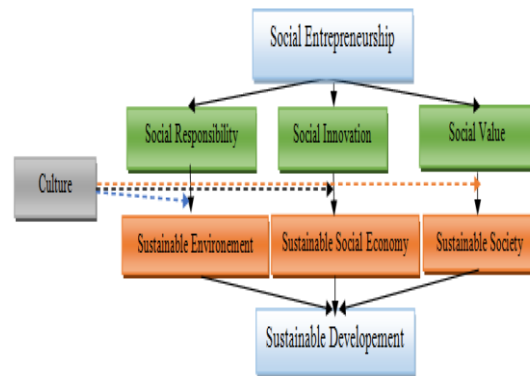 Social Entrepreneurship
Social Responsibility
Social Innovation
Social Value
Culture
Sustainable Environement
Sustainable Social Economy
Sustainable Society
Sustainable Developement